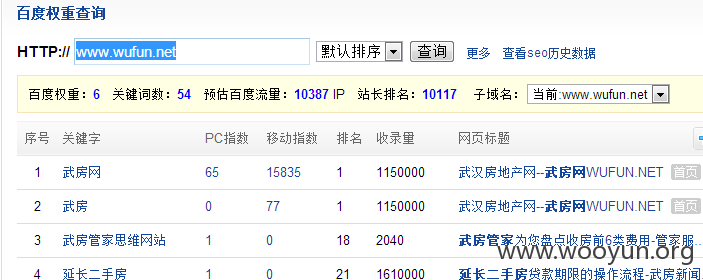 百度权重查询
HTTP:// www.wufun.net 默认排序 查询 更多 查看seo历史数据
百度权重：6 关键词数：54 预估百度流量：10387 IP 站长排名：10117 子域名： 当前:www.wufun.net
序号 关键字 PC指数 移动指数 排名 收录量 网页标题
1 武房网 65 15835 1 1150000 武汉房地产网--武房网WUFUN.NET 首页
2 武房 0 77 1 1150000 武汉房地产网--武房网WUFUN.NET 首页
3 武房管家思维网站 1 0 18 2040 武房管家为您盘点收房前6类费用-管家服...
4 延长二手房 1 0 21 1610000 延长二手房贷款期限的操作流程-武房新闻
www.wooyun.org